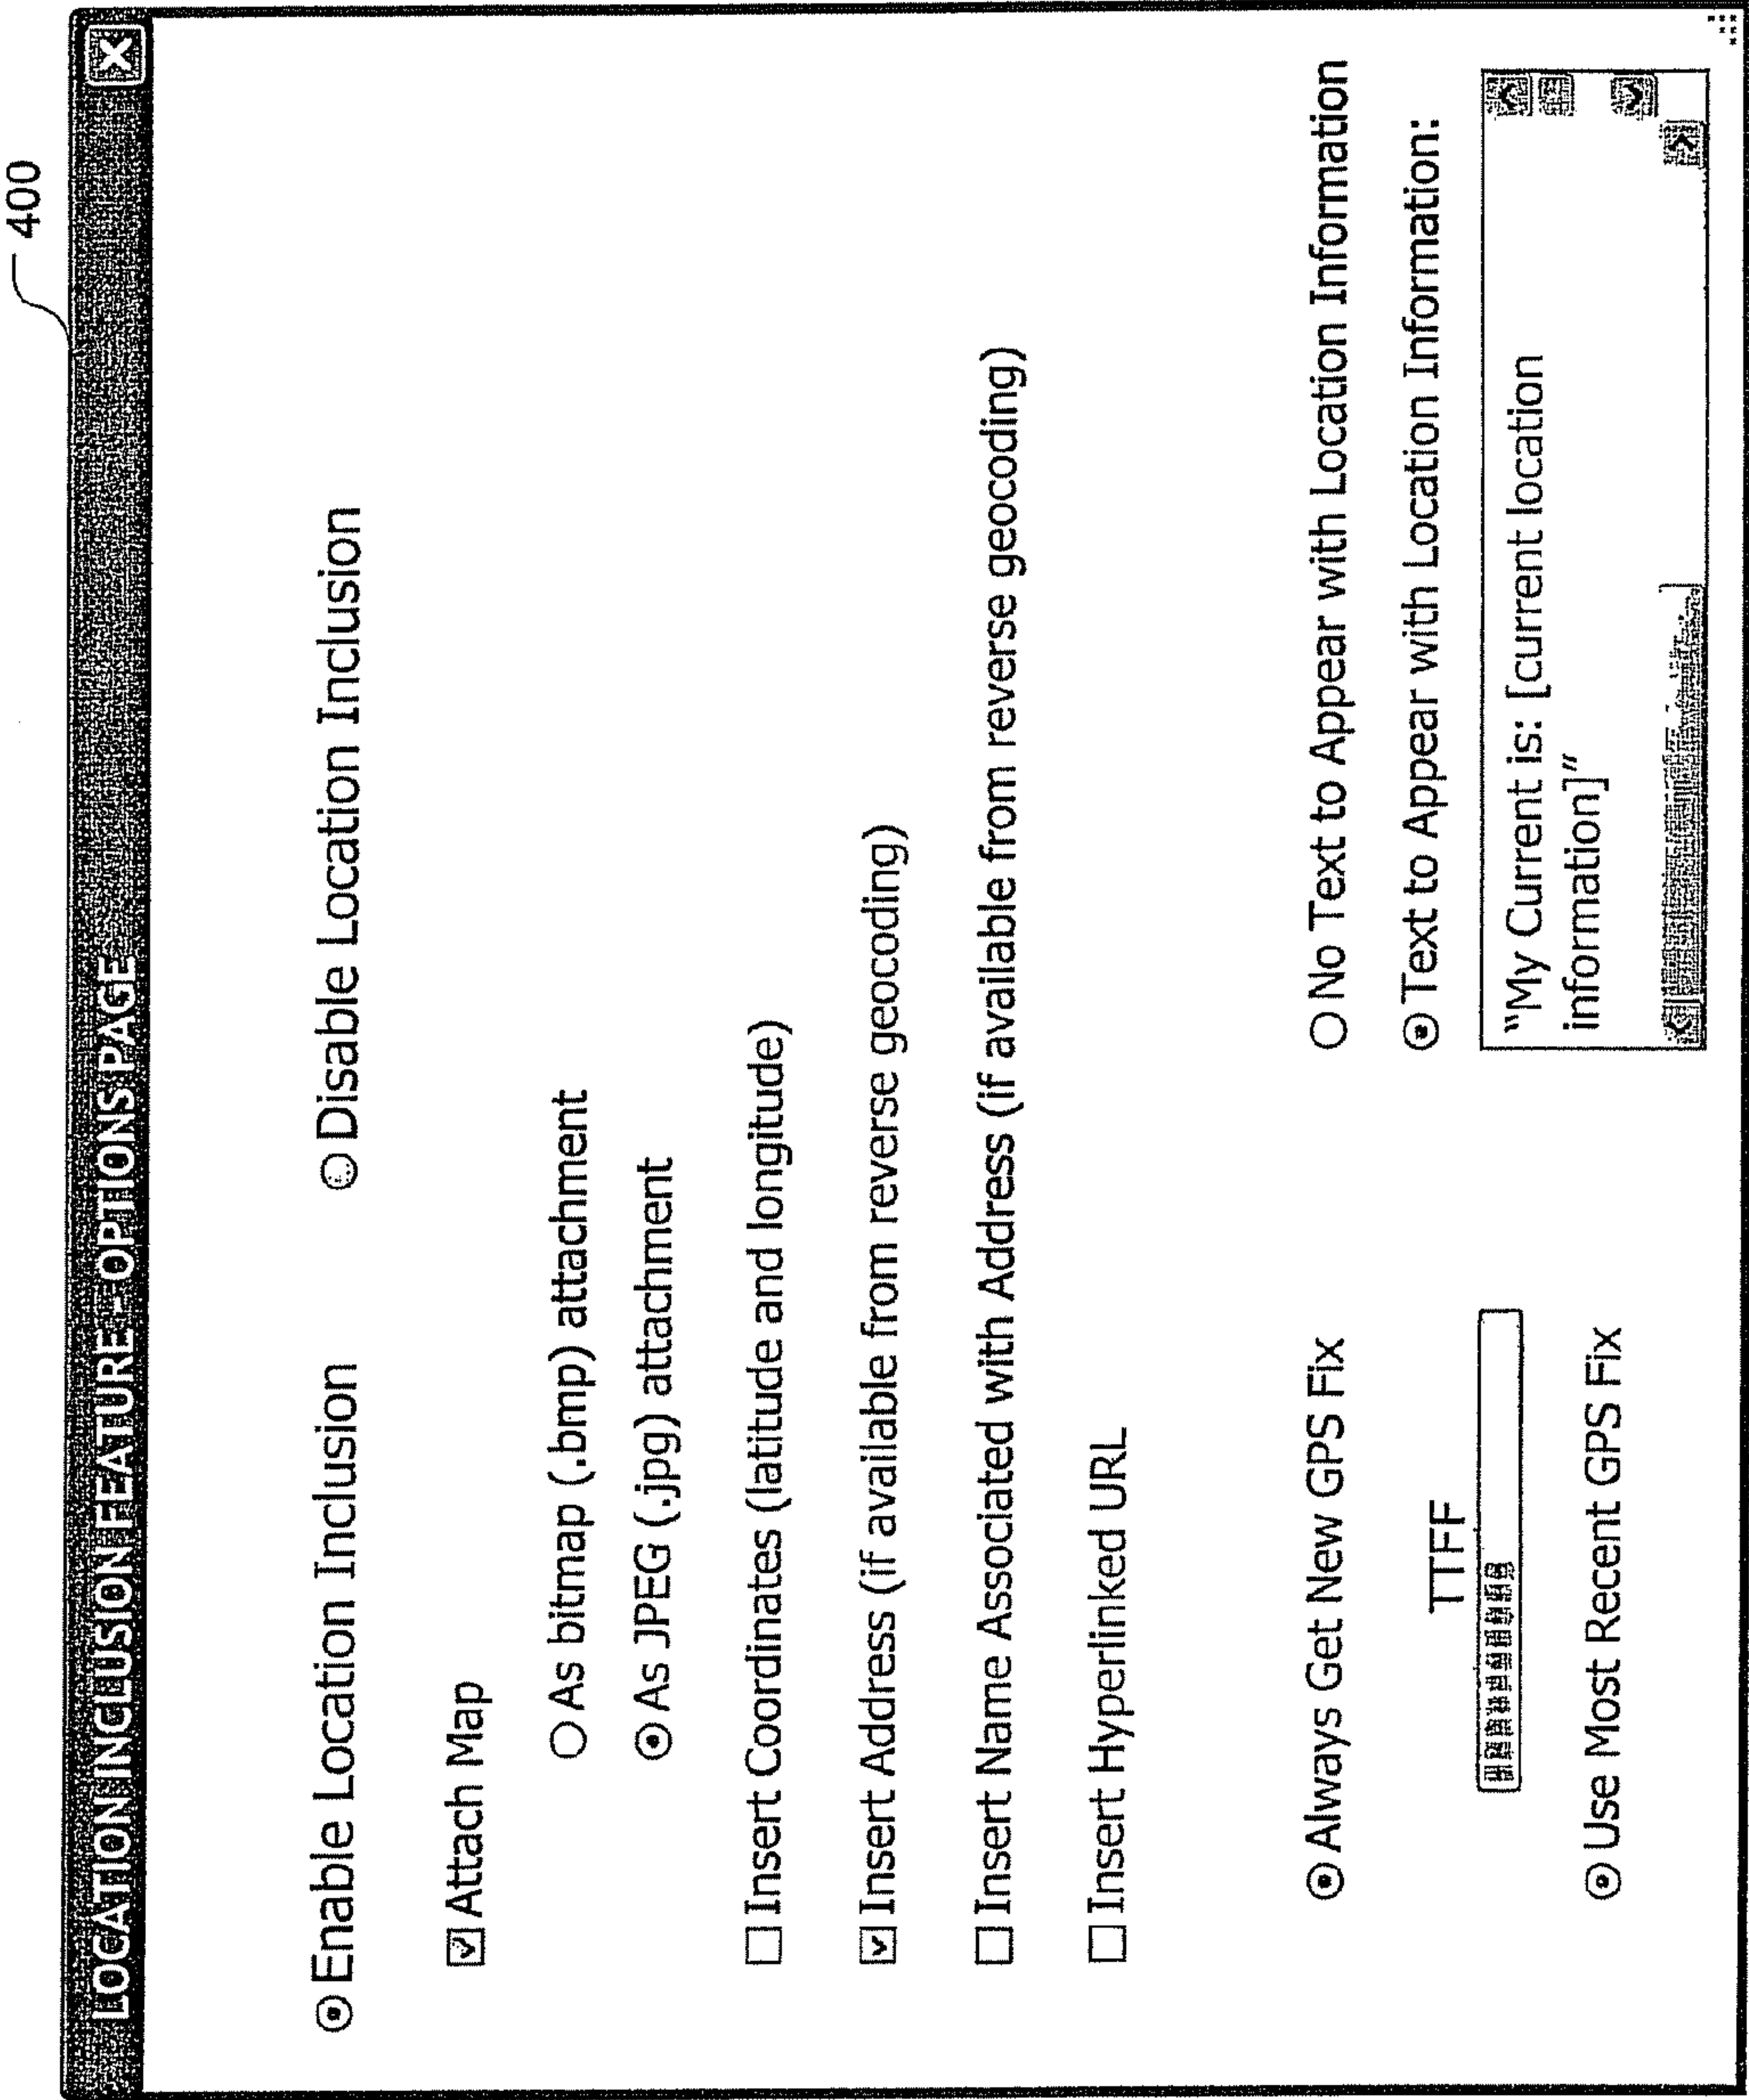 400
LOCATION INCLUSION FEATURE - OPTIONS PAGE
Enable Location Inclusion
Disable Location Inclusion
Attach Map
As bitmap (.bmp) attachment
As JPEG (.jpg) attachment
Insert Coordinates (latitude and longitude)
Insert Address (if available from reverse geocoding)
Insert Name Associated with Address (if available from reverse geocoding)
Insert Hyperlinked URL
Always Get New GPS Fix
TTFF
Use Most Recent GPS Fix
No Text to Appear with Location Information
Text to Appear with Location Information:
“My Current is: [current location
information]”